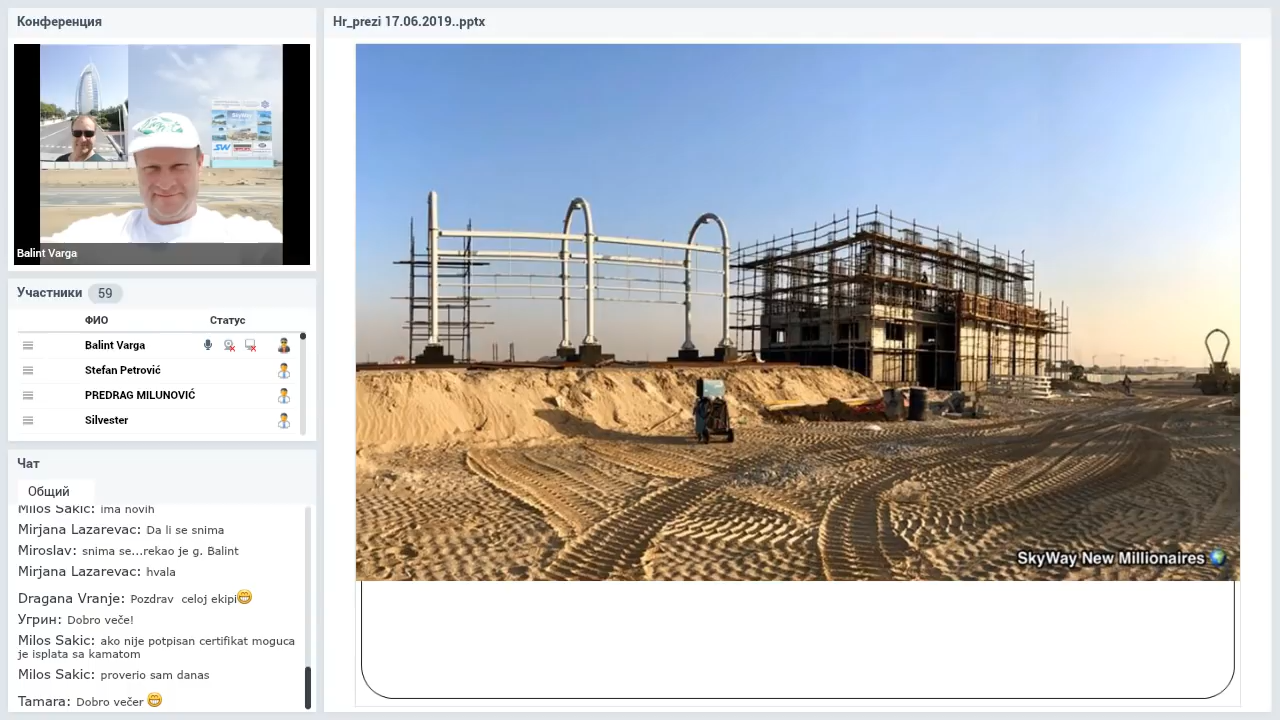 Конференция
Balint Varga
Участники 59
ФИО Статус
Balint Varga
Stefan Petrović
PREDRAG MILUNOVIĆ
Silvester
Чат
Общий
Milos Sakic: ima novih
Mirjana Lazarevac: Da li se snima
Miroslav: snima se...rekao je g. Balint
Mirjana Lazarevac: hvala
Dragana Vranje: Pozdrav celoj ekipi
Угрин: Dobro veče!
Milos Sakic: ako nije potpisan certifikat moguca
je isplata sa kamatom
Milos Sakic: proverio sam danas
Tamara: Dobro večer
Hr_prezi 17.06.2019..pptx
SW
SkyWay New Millionaires